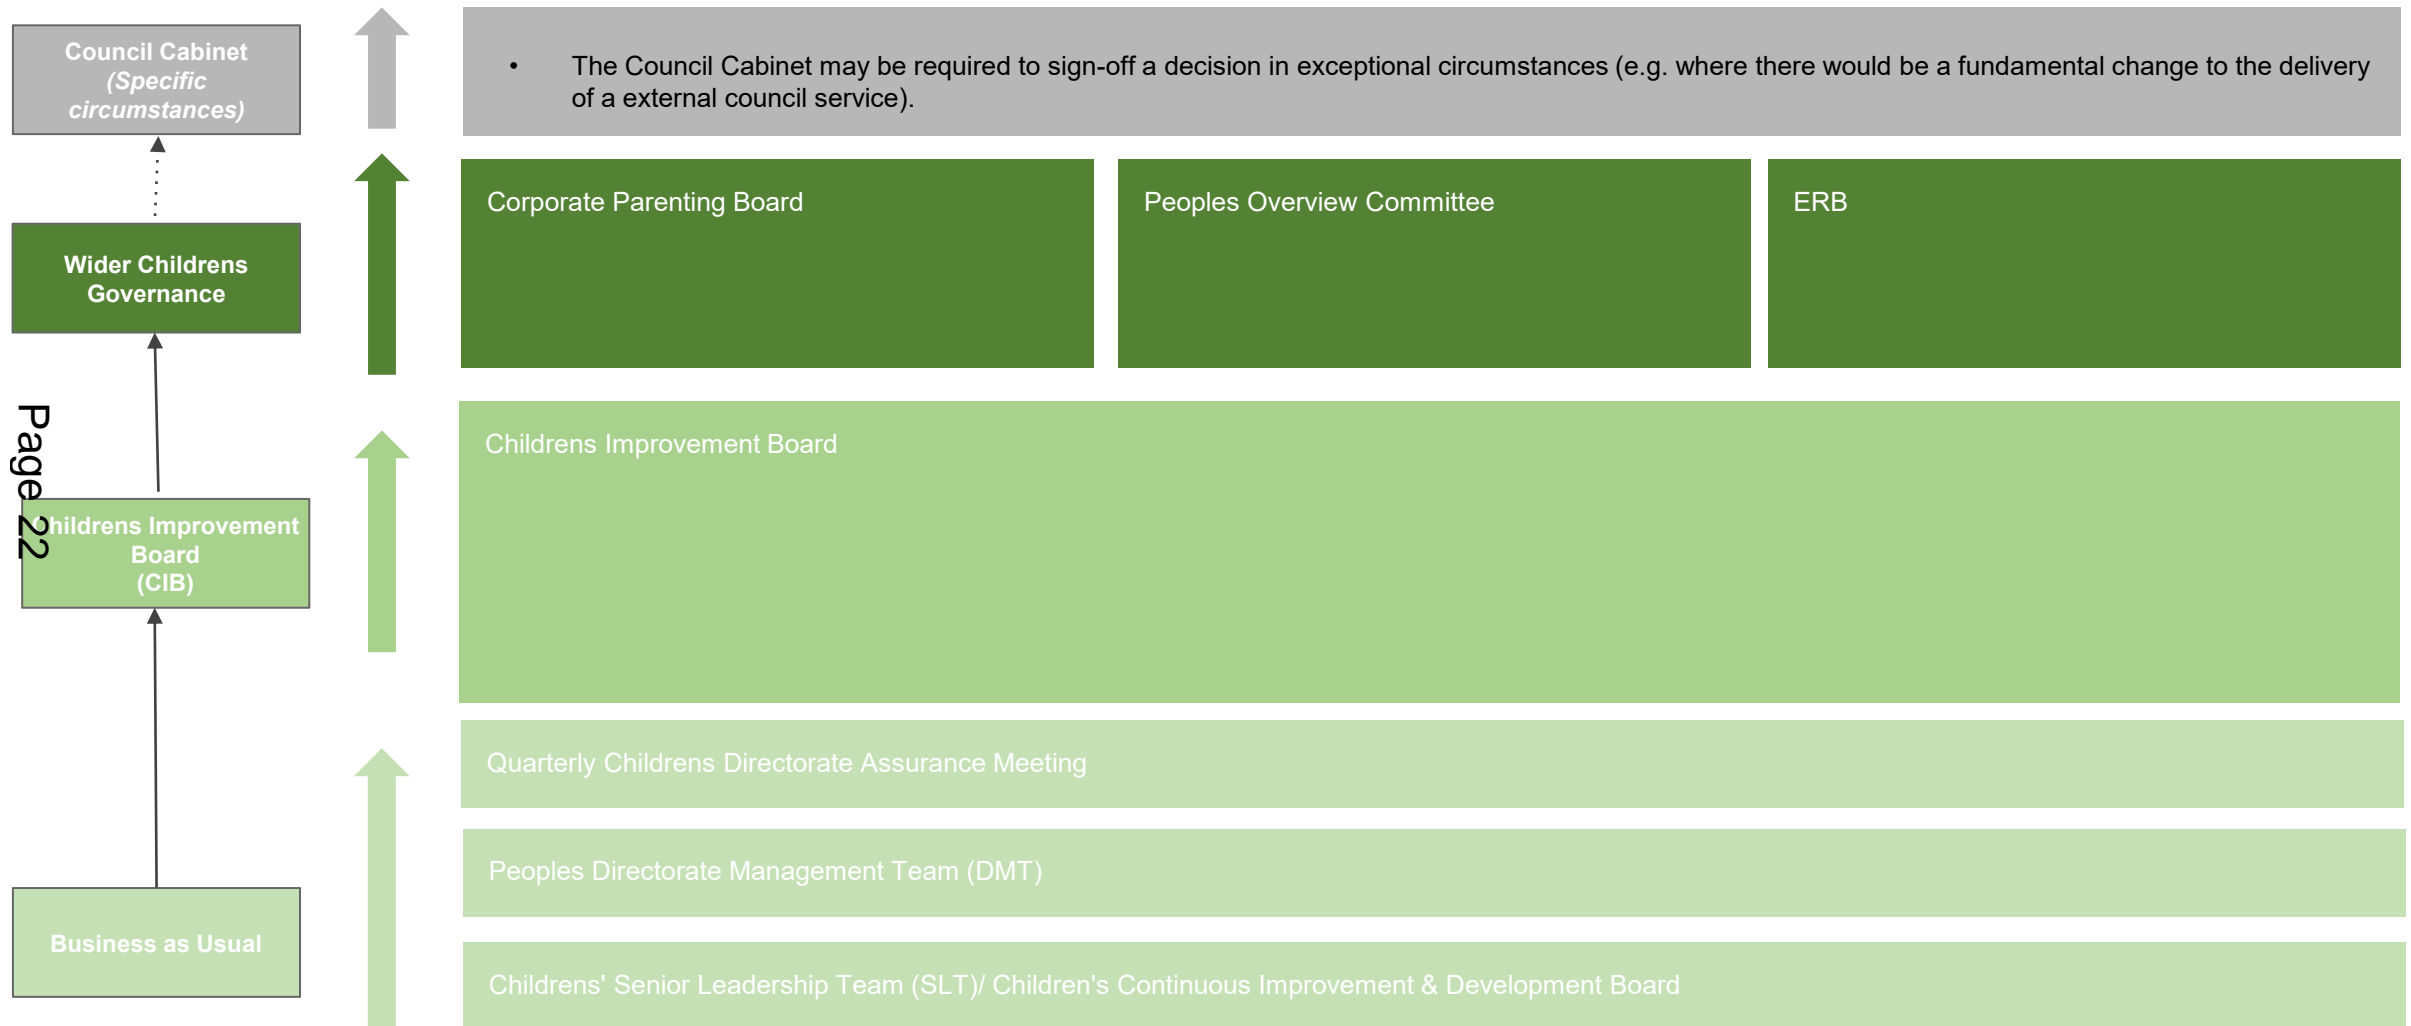 Council Cabinet
(Specific
circumstances)
• The Council Cabinet may be required to sign-off a decision in exceptional circumstances (e.g. where there would be a fundamental change to the delivery
of a external council service).
Wider Childrens
Governance
Corporate Parenting Board
Peoples Overview Committee
ERB
Page 22
Childrens Improvement
Board
(CIB)
Childrens Improvement Board
Business as Usual
Quarterly Childrens Directorate Assurance Meeting
Peoples Directorate Management Team (DMT)
Childrens' Senior Leadership Team (SLT)/ Children's Continuous Improvement & Development Board